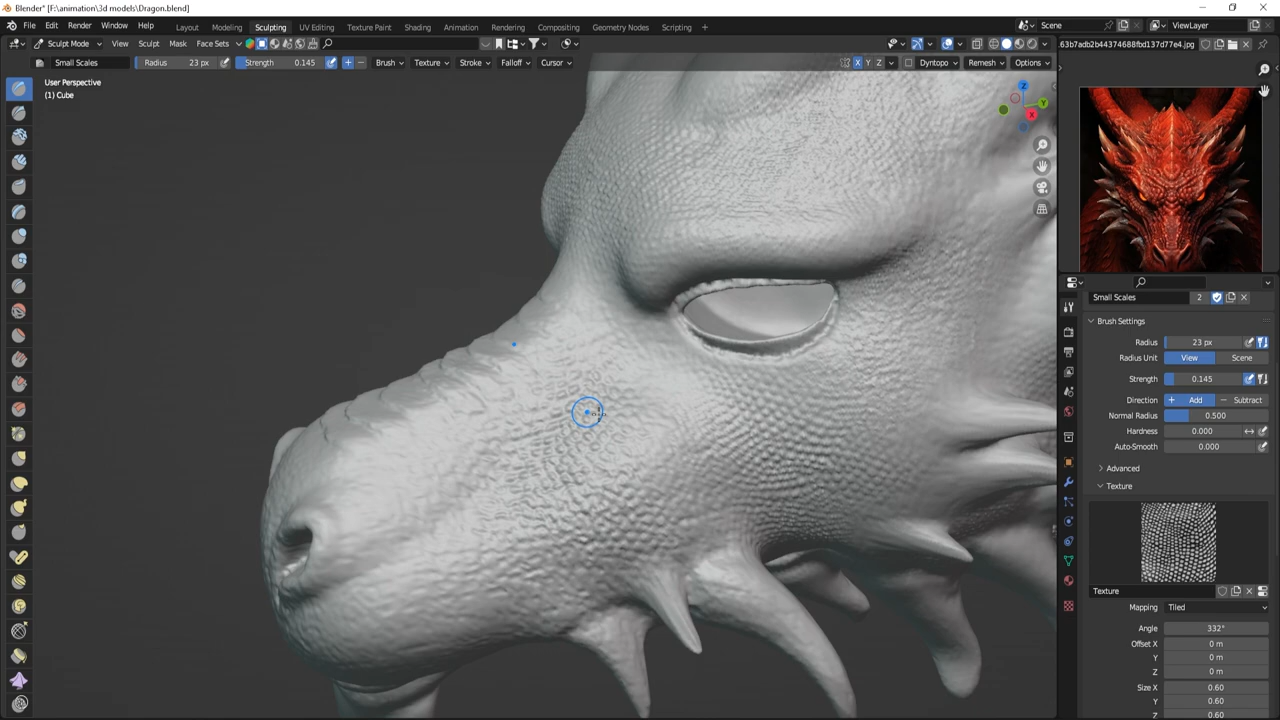 Blender* [F:\animation\3d models\Dragon.blend]
File Edit Render Window Help Layout Modeling Sculpting UV Editing Texture Paint Shading Animation Rendering Compositing Geometry Nodes Scripting + Scene ViewLayer
Sculpt Mode View Sculpt Mask Face Sets .63b7adb2b44374688fbd137d77e4.jpg
Small Scales Radius 23 px Strength 0.145 + − Brush Texture Stroke Falloff Cursor X Y Z Dyntopo Remesh Options
User Perspective
(1) Cube
Z
Y
X
Small Scales 2
Brush Settings
Radius 23 px
Radius Unit View Scene
Strength 0.145
Direction + Add − Subtract
Normal Radius 0.500
Hardness 0.000
Auto-Smooth 0.000
Advanced
Texture
Texture
Mapping Tiled
Angle 332°
Offset X 0 m
Y 0 m
Z 0 m
Size X 0.60
Y 0.60
Z 0.60